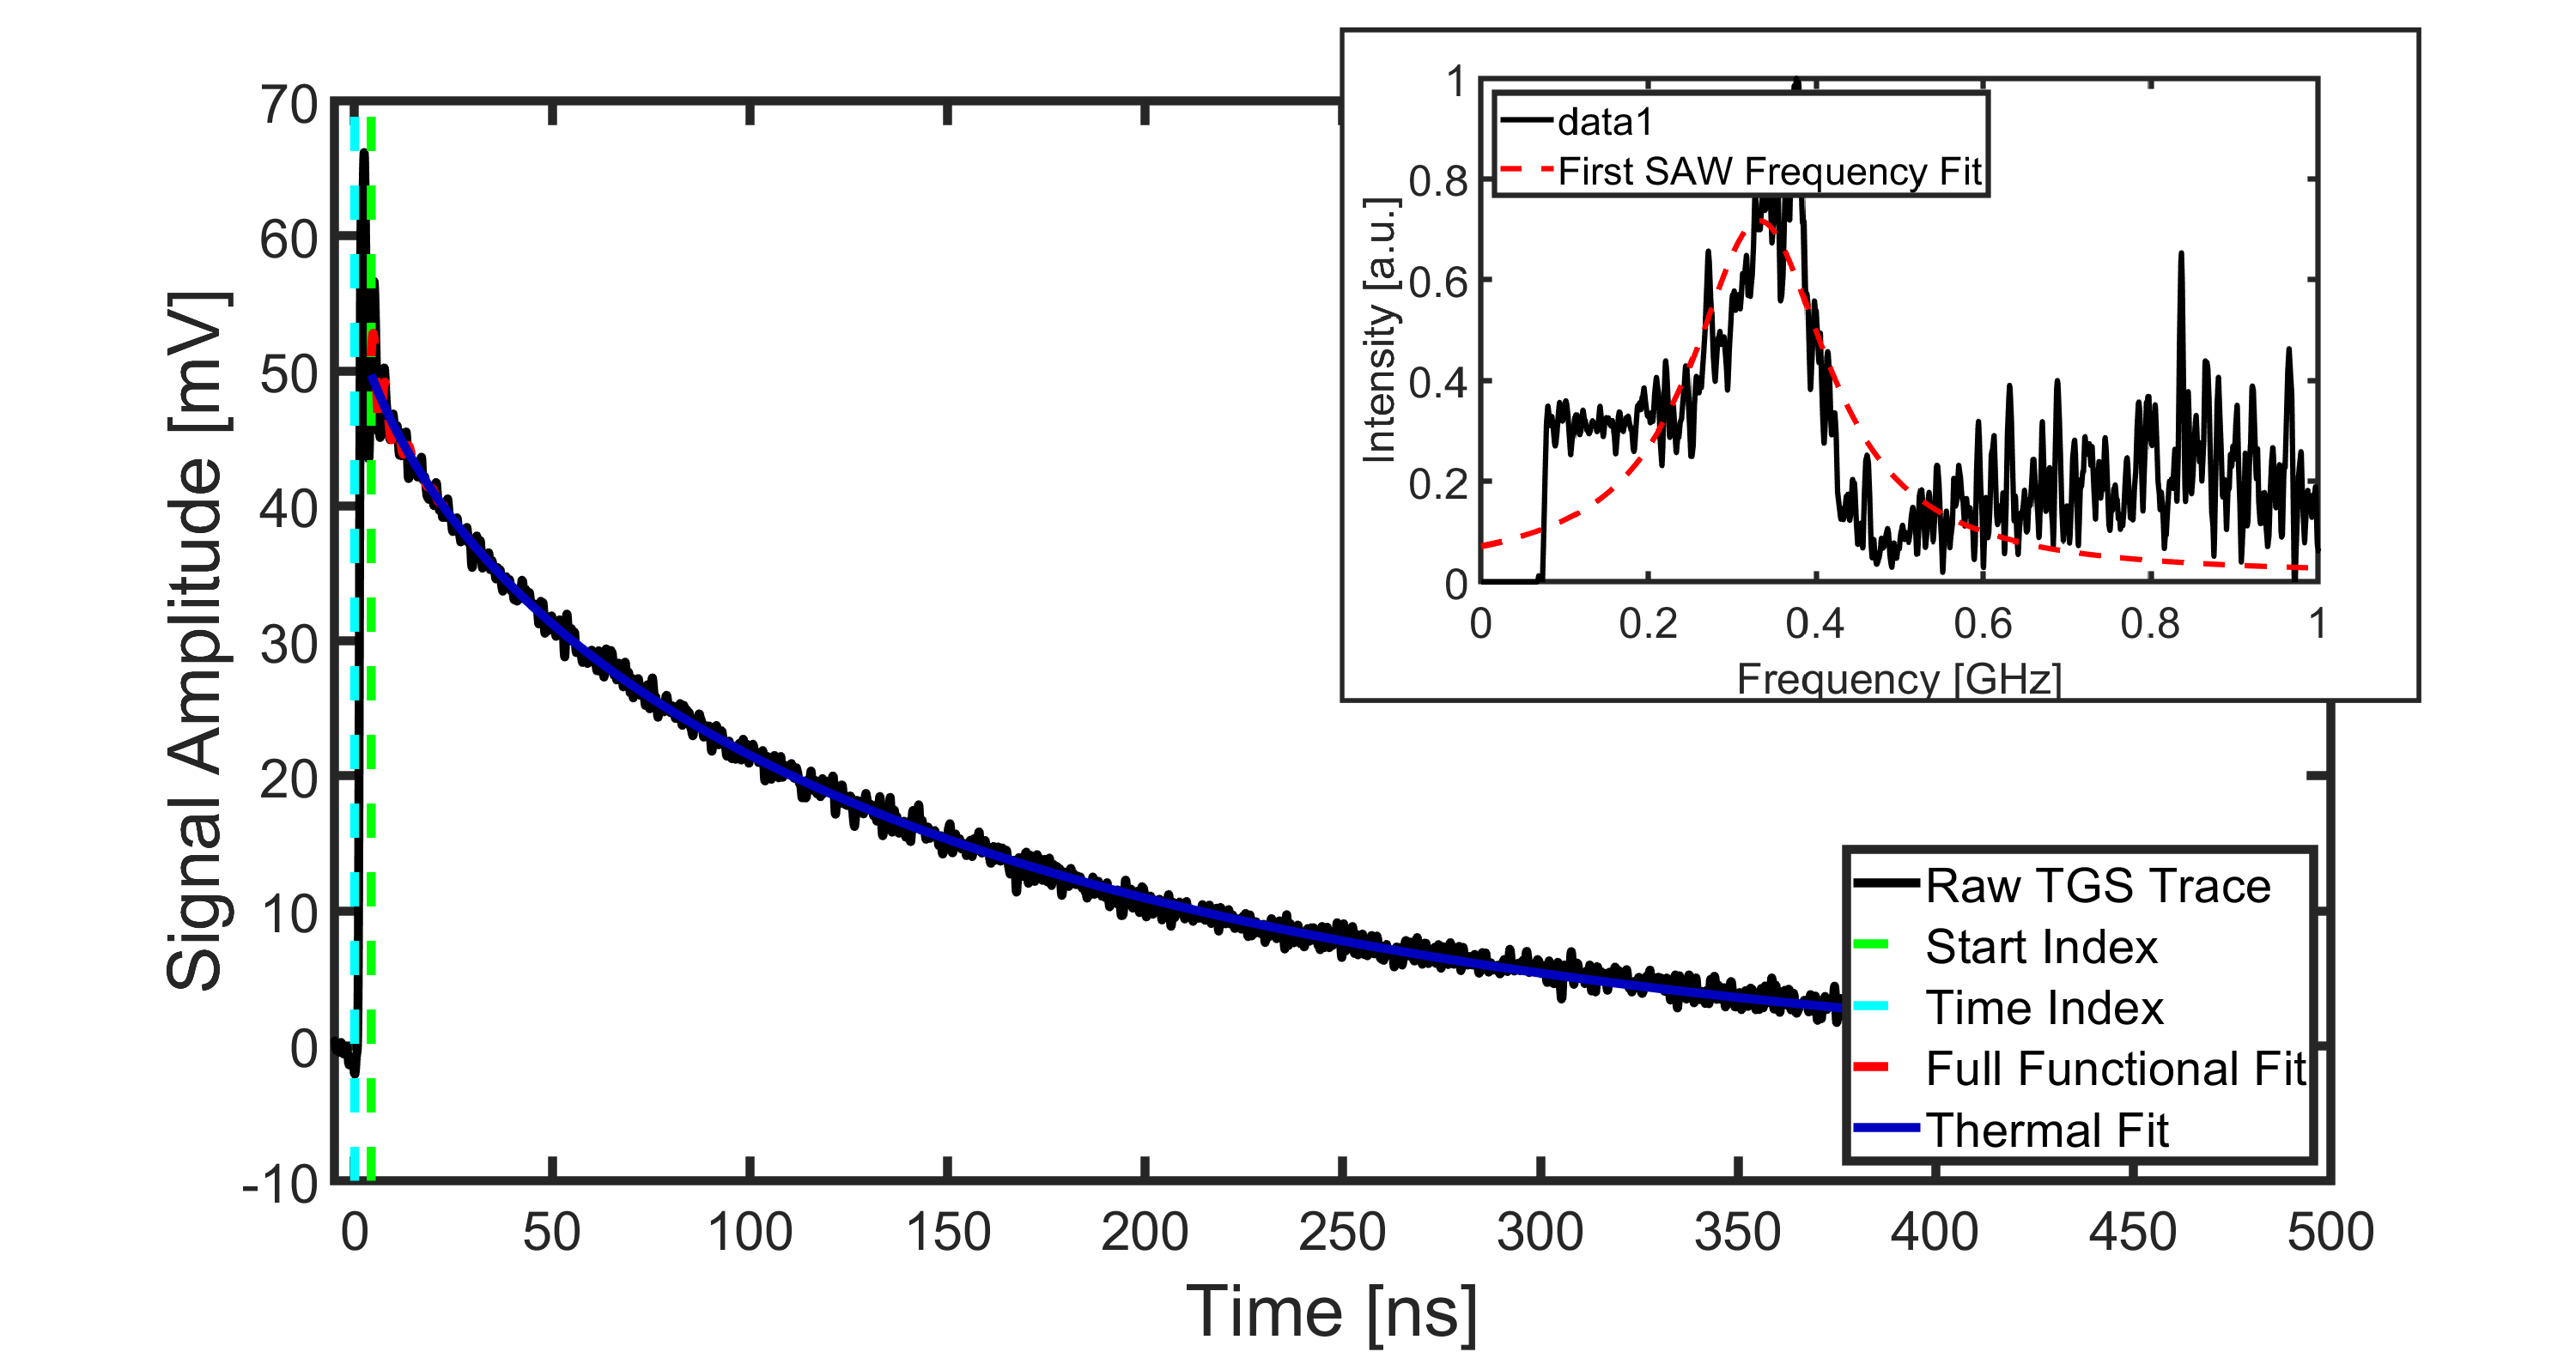 70
60
50
40
30
20
10
0
-10
Signal Amplitude [mV]
0 50 100 150 200 250 300 350 400 450 500
Time [ns]
1
0.8
0.6
0.4
0.2
0
Intensity [a.u.]
data1
First SAW Frequency Fit
0 0.2 0.4 0.6 0.8 1
Frequency [GHz]
Raw TGS Trace
Start Index
Time Index
Full Functional Fit
Thermal Fit